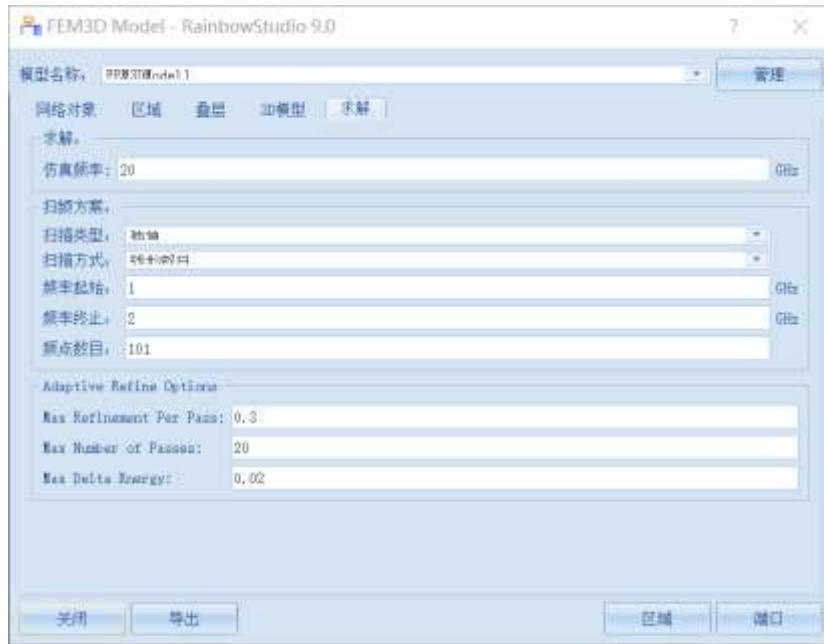 FEM3D Model - RainbowStudio 9.0
模型名称: FEM3DModel1 管理
网络对象 区域 叠层 3D模型 求解
求解:
仿真频率: 20 GHz
扫频方案:
扫描类型:
扫描方式:
频率起始: 1 GHz
频率终止: 2 GHz
频点数目: 101
Adaptive Refine Options
Max Refinement Per Pass: 0.3
Max Number of Passes: 20
Max Delta Energy: 0.02
关闭 导出 区域 端口